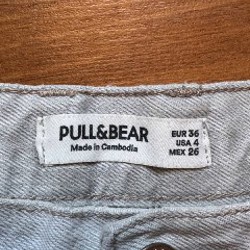 PULL&BEAR
Made in Cambodia
EUR 36
USA 4
MEX 26